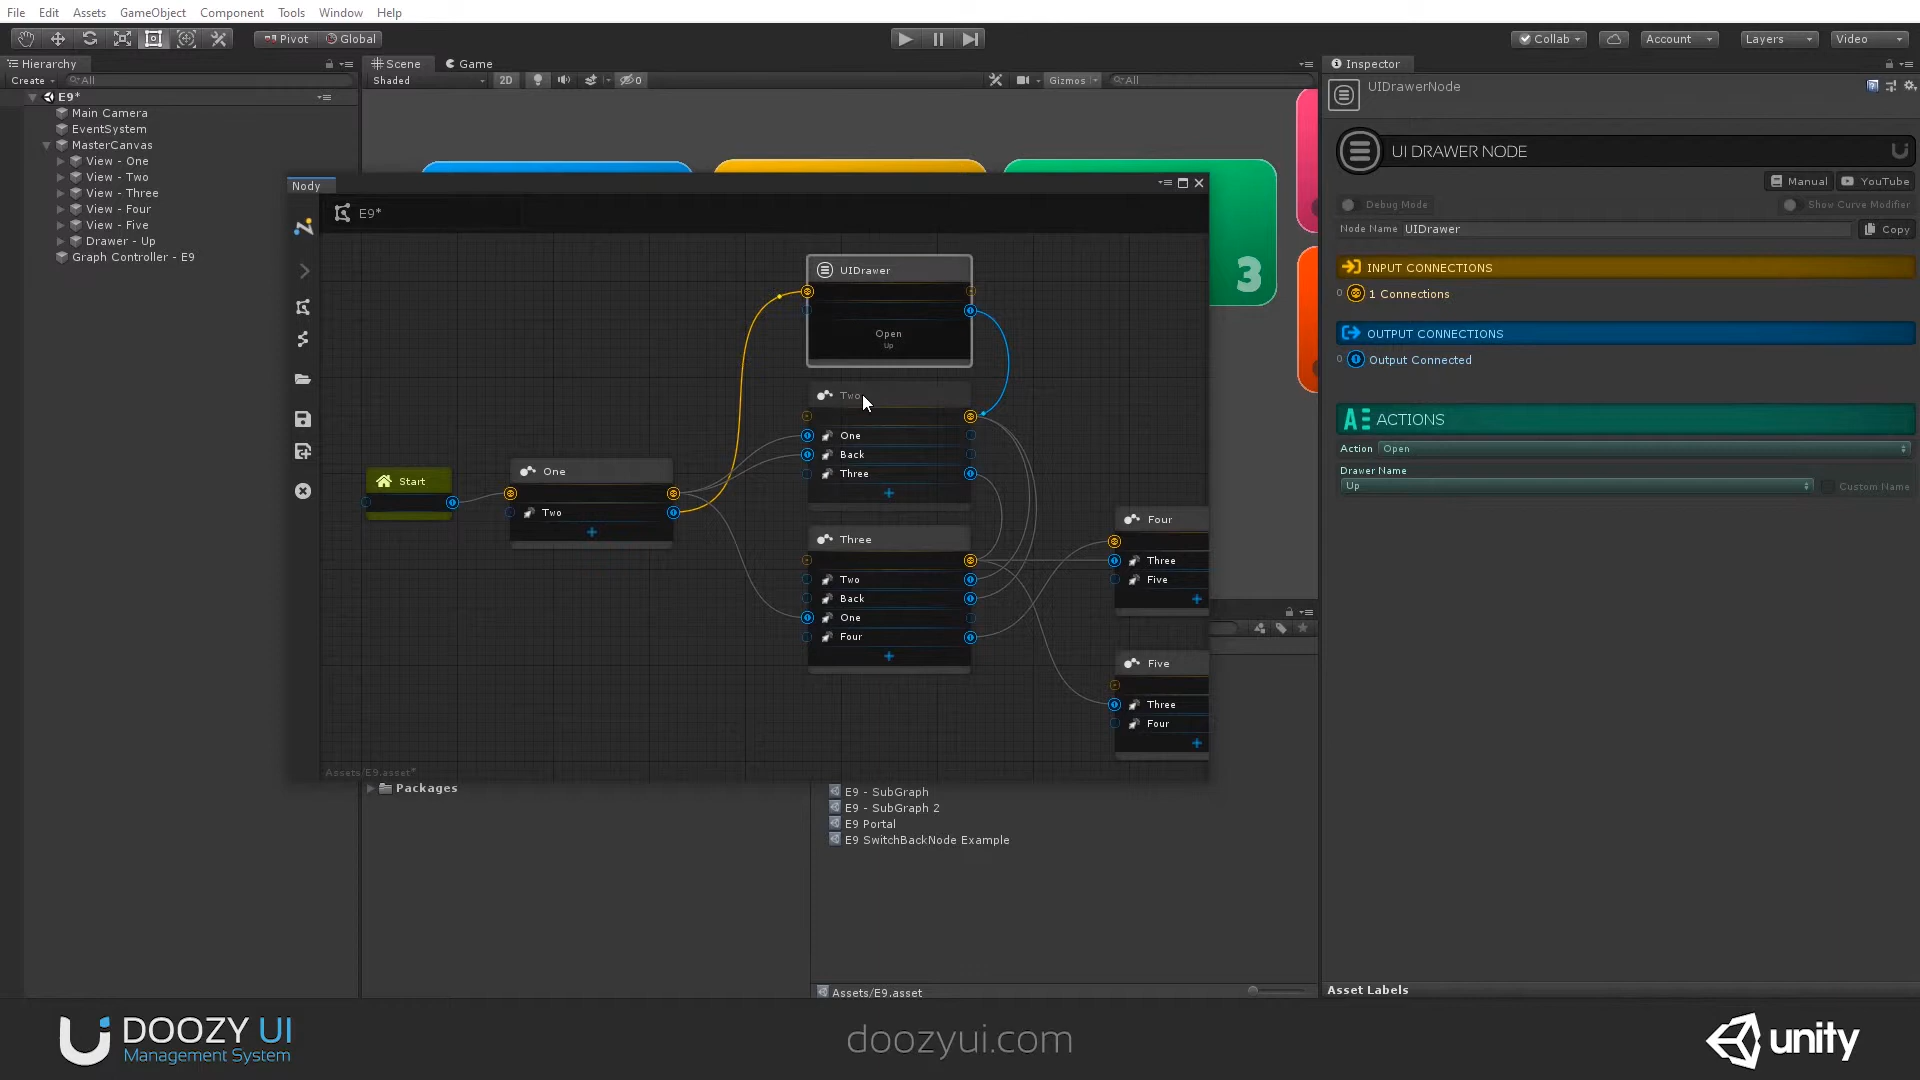 File Edit Assets GameObject Component Tools Window Help
Pivot Global
Collab Account Layers Video
Hierarchy
Create All
E9*
Main Camera
EventSystem
MasterCanvas
View - One
View - Two
View - Three
View - Four
View - Five
Drawer - Up
Graph Controller - E9
Scene Game
Shaded 2D 0 Gizmos All
3
Nody
E9*
UIDrawer
Open
Up
Two
One
Back
Three
Start
One
Two
Three
Two
Back
One
Four
Four
Three
Five
Five
Three
Four
Assets/E9.asset*
Packages
E9 - SubGraph
E9 - SubGraph 2
E9 Portal
E9 SwitchBackNode Example
Assets/E9.asset
Inspector
UIDrawerNode
UI DRAWER NODE
Manual YouTube
Debug Mode Show Curve Modifier
Node Name UIDrawer Copy
INPUT CONNECTIONS
0 1 Connections
OUTPUT CONNECTIONS
0 Output Connected
ACTIONS
Action Open
Drawer Name
Up Custom Name
Asset Labels
DOOZY UI
Management System
doozyui.com
unity